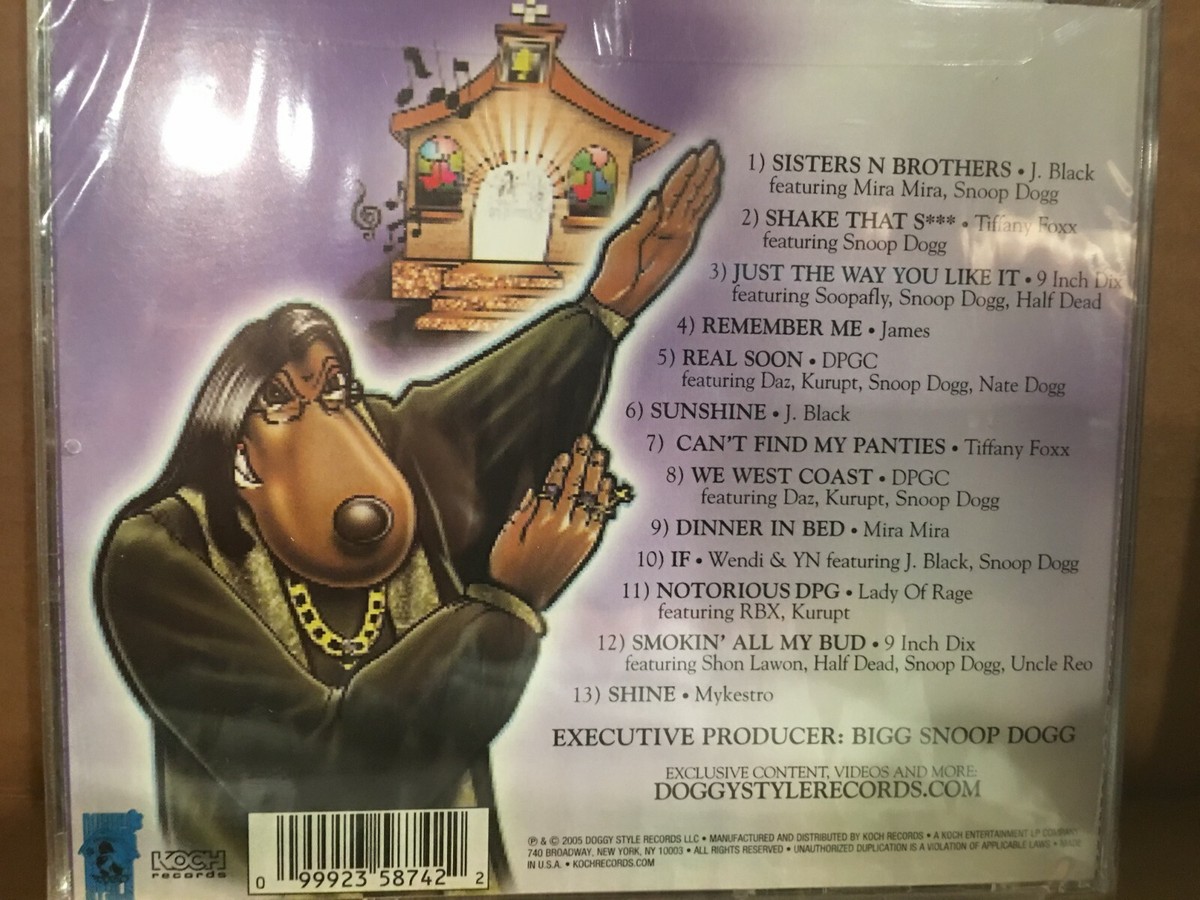 1) SISTERS N BROTHERS • J. Black
featuring Mira Mira, Snoop Dogg
2) SHAKE THAT S*** • Tiffany Foxx
featuring Snoop Dogg
3) JUST THE WAY YOU LIKE IT • 9 Inch Dix
featuring Soopafly, Snoop Dogg, Half Dead
4) REMEMBER ME • James
5) REAL SOON • DPGC
featuring Daz, Kurupt, Snoop Dogg, Nate Dogg
6) SUNSHINE • J. Black
7) CAN'T FIND MY PANTIES • Tiffany Foxx
8) WE WEST COAST • DPGC
featuring Daz, Kurupt, Snoop Dogg
9) DINNER IN BED • Mira Mira
10) IF • Wendi & YN featuring J. Black, Snoop Dogg
11) NOTORIOUS DPG • Lady Of Rage
featuring RBX, Kurupt
12) SMOKIN' ALL MY BUD • 9 Inch Dix
featuring Shon Lawon, Half Dead, Snoop Dogg, Uncle Reo
13) SHINE • Mykestro
EXECUTIVE PRODUCER: BIGG SNOOP DOGG
EXCLUSIVE CONTENT, VIDEOS AND MORE:
DOGGYSTYLERECORDS.COM
℗ & © 2005 DOGGY STYLE RECORDS LLC • MANUFACTURED AND DISTRIBUTED BY KOCH RECORDS • A KOCH ENTERTAINMENT LP COMPANY
740 BROADWAY, NEW YORK, NY 10003 • ALL RIGHTS RESERVED • UNAUTHORIZED DUPLICATION IS A VIOLATION OF APPLICABLE LAWS • MADE
IN U.S.A. • KOCHRECORDS.COM
KOCH
records
0 99923 58742 2